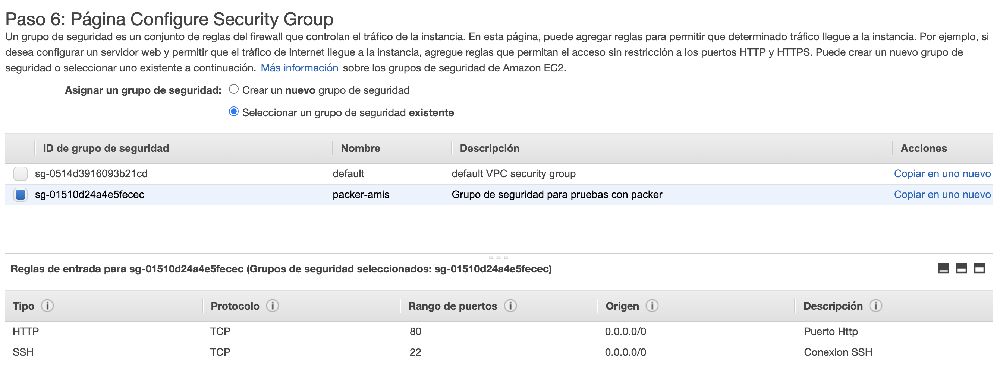 Paso 6: Página Configure Security Group
Un grupo de seguridad es un conjunto de reglas del firewall que controlan el tráfico de la instancia. En esta página, puede agregar reglas para permitir que determinado tráfico llegue a la instancia. Por ejemplo, si
desea configurar un servidor web y permitir que el tráfico de Internet llegue a la instancia, agregue reglas que permitan el acceso sin restricción a los puertos HTTP y HTTPS. Puede crear un nuevo grupo de
seguridad o seleccionar uno existente a continuación. Más información sobre los grupos de seguridad de Amazon EC2.
Asignar un grupo de seguridad: Crear un nuevo grupo de seguridad
Seleccionar un grupo de seguridad existente
ID de grupo de seguridad Nombre Descripción Acciones
sg-0514d3916093b21cd default default VPC security group Copiar en uno nuevo
sg-01510d24a4e5fecec packer-amis Grupo de seguridad para pruebas con packer Copiar en uno nuevo
Reglas de entrada para sg-01510d24a4e5fecec (Grupos de seguridad seleccionados: sg-01510d24a4e5fecec)
Tipo Protocolo Rango de puertos Origen Descripción
HTTP TCP 80 0.0.0.0/0 Puerto Http
SSH TCP 22 0.0.0.0/0 Conexion SSH